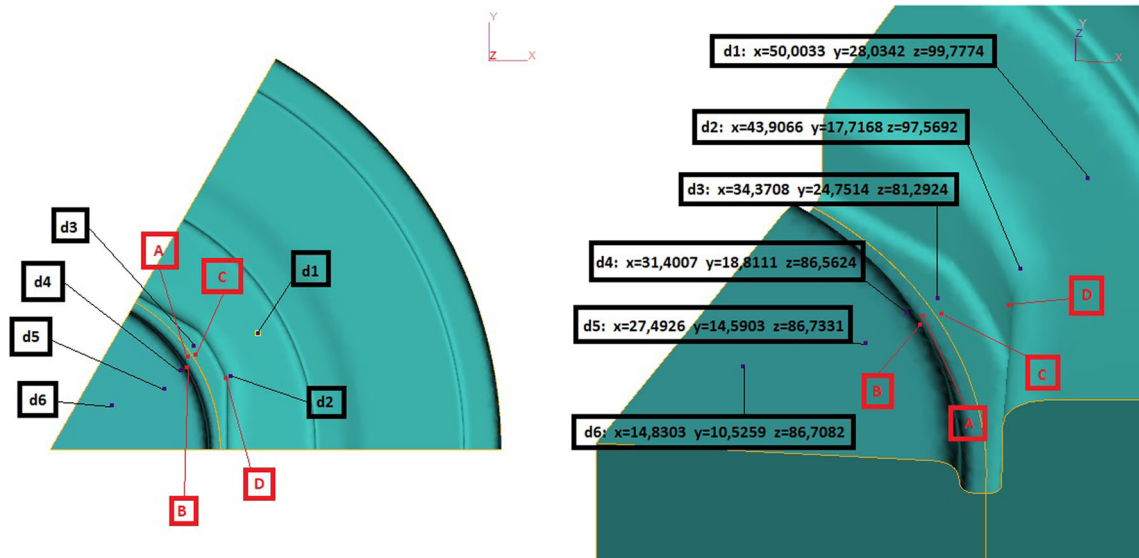 Y
Z X
d3
A
C
d4
d1
d5
d6
d2
D
B
d1: x=50,0033 y=28,0342 z=99,7774
Y
Z
X
d2: x=43,9066 y=17,7168 z=97,5692
d3: x=34,3708 y=24,7514 z=81,2924
d4: x=31,4007 y=18,8111 z=86,5624
D
d5: x=27,4926 y=14,5903 z=86,7331
C
B
A
d6: x=14,8303 y=10,5259 z=86,7082